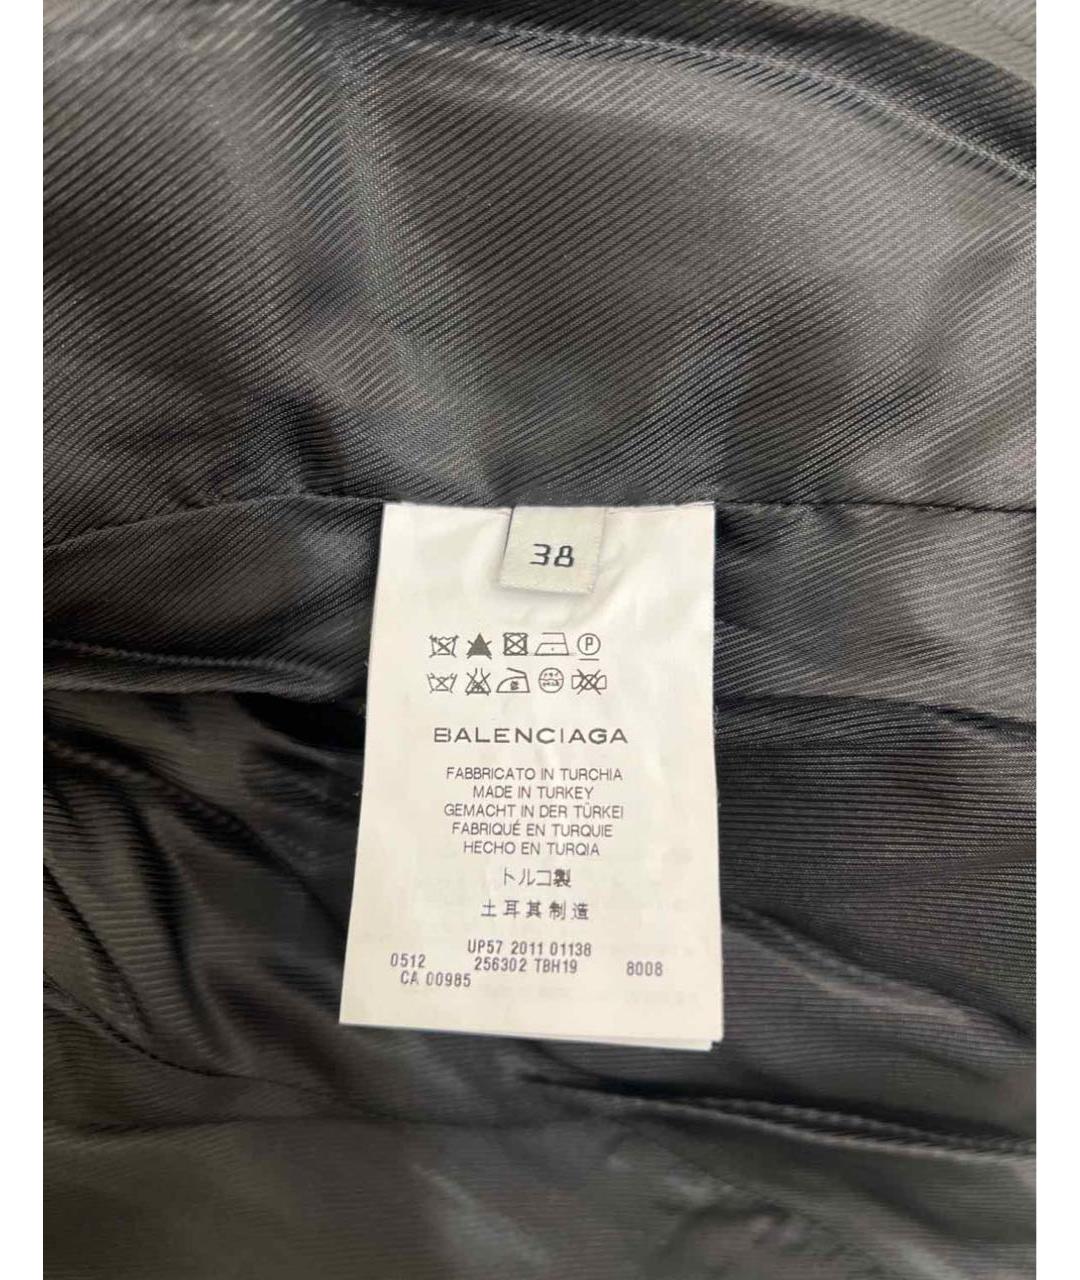 38
P
BALENCIAGA
FABBRICATO IN TURCHIA
MADE IN TURKEY
GEMACHT IN DER TÜRKEI
FABRIQUÉ EN TURQUIE
HECHO EN TURQIA
トルコ製
土耳其制造
UP57 2011 01138
0512 256302 TBH19 8008
CA 00985